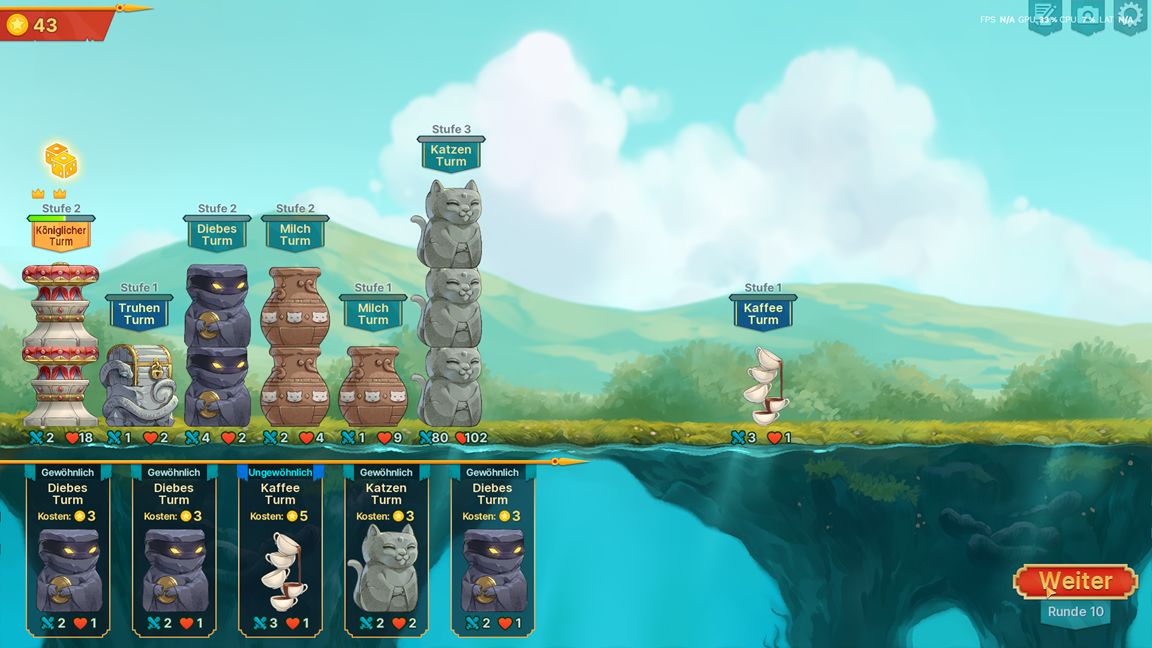 43
FPS N/A GPU 33% CPU 7% LAT N/A
Stufe 3
Katzen
Turm
Stufe 2
Königlicher
Turm
Stufe 2
Diebes
Turm
Stufe 2
Milch
Turm
Stufe 1
Truhen
Turm
Stufe 1
Milch
Turm
Stufe 1
Kaffee
Turm
2 18 1 2 4 2 2 4 1 9 80 102 3 1
Gewöhnlich
Diebes
Turm
Kosten: 3
2 1
Gewöhnlich
Diebes
Turm
Kosten: 3
2 1
Ungewöhnlich
Kaffee
Turm
Kosten: 5
3 1
Gewöhnlich
Katzen
Turm
Kosten: 3
2 2
Gewöhnlich
Diebes
Turm
Kosten: 3
2 1
Weiter
Runde 10